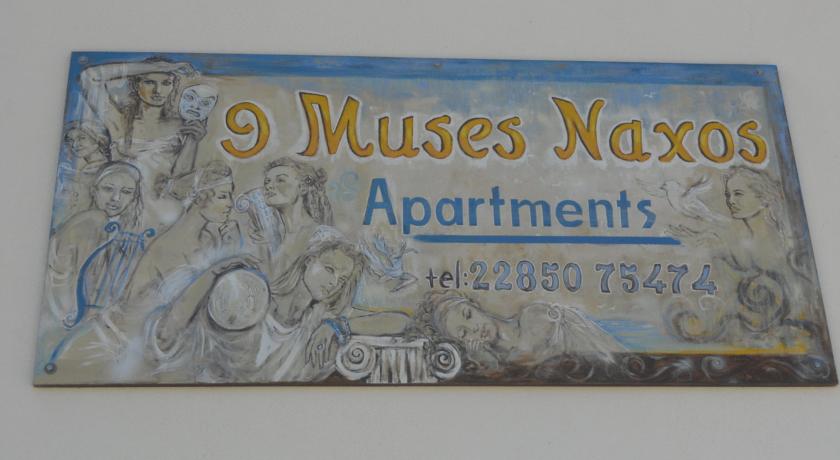 9 Muses Naxos
Apartments
tel:22850 75474